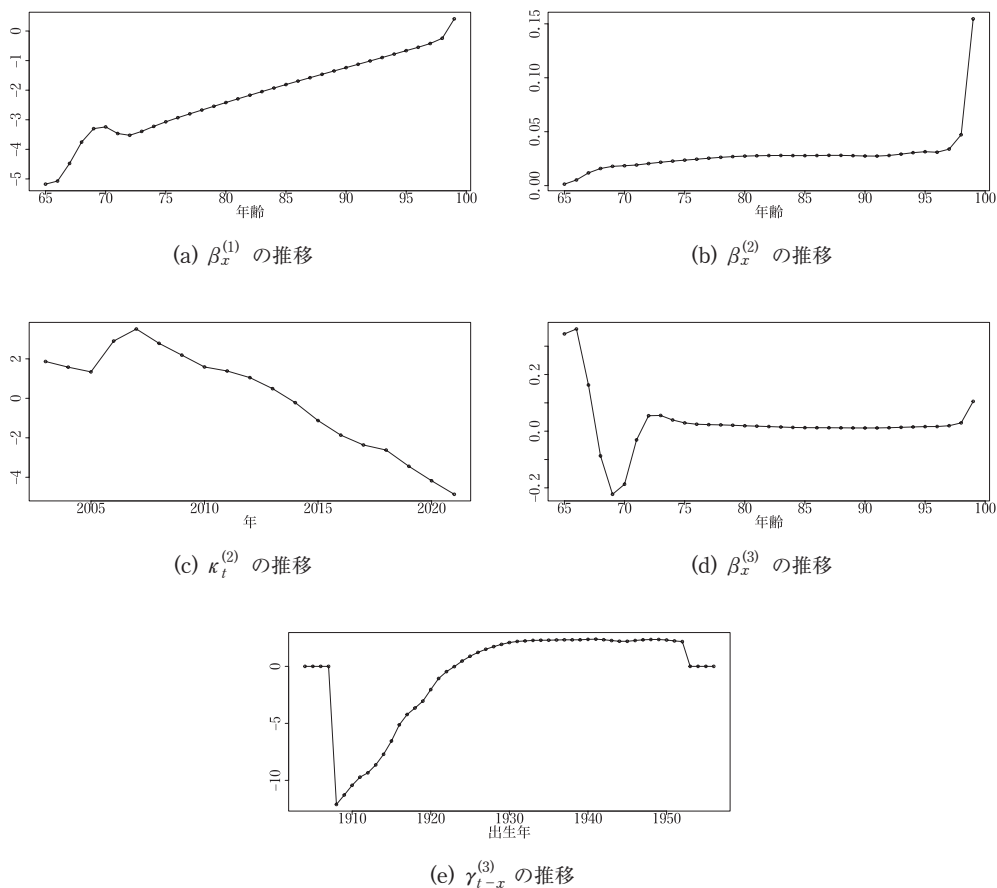 0
-1
-2
-3
-4
-5
65 70 75 80 85 90 95 100
年齢
(a) β_x^{(1)} の推移
0.15
0.10
0.05
0.00
65 70 75 80 85 90 95 100
年齢
(b) β_x^{(2)} の推移
2
0
-2
-4
2005 2010 2015 2020
年
(c) κ_t^{(2)} の推移
0.2
0.0
-0.2
65 70 75 80 85 90 95 100
年齢
(d) β_x^{(3)} の推移
0
-5
-10
1910 1920 1930 1940 1950
出生年
(e) γ_{t-x}^{(3)} の推移